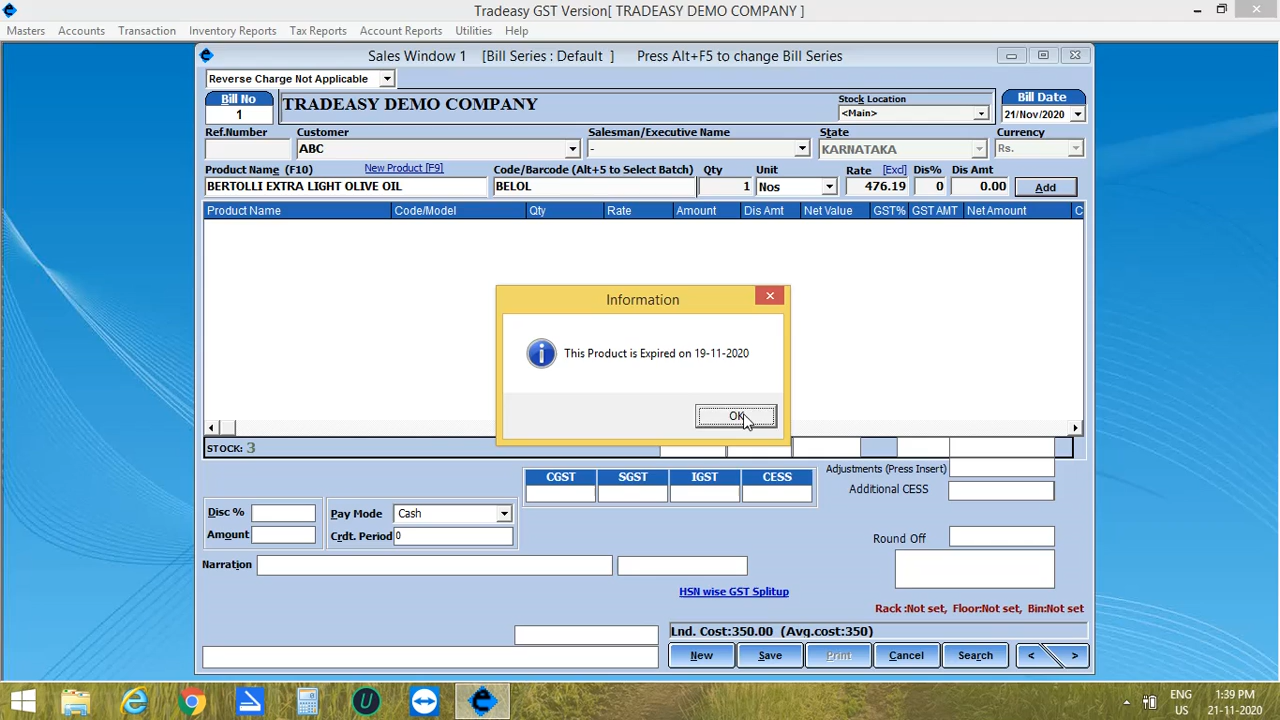 Tradeasy GST Version[ TRADEASY DEMO COMPANY ]
Masters Accounts Transaction Inventory Reports Tax Reports Account Reports Utilities Help
Sales Window 1 [Bill Series : Default ] Press Alt+F5 to change Bill Series
Reverse Charge Not Applicable
Bill No
1
TRADEASY DEMO COMPANY
Stock Location
<Main>
Bill Date
21/Nov/2020
Ref.Number Customer Salesman/Executive Name State Currency
ABC - KARNATAKA Rs.
Product Name (F10) New Product [F9] Code/Barcode (Alt+5 to Select Batch) Qty Unit Rate [Exd] Dis% Dis Amt
BERTOLLI EXTRA LIGHT OLIVE OIL BELOL 1 Nos 476.19 0 0.00 Add
Product Name Code/Model Qty Rate Amount Dis Amt Net Value GST% GST AMT Net Amount C
Information
This Product is Expired on 19-11-2020
OK
STOCK: 3
Adjustments (Press Insert)
CGST SGST IGST CESS
Additional CESS
Disc % Pay Mode Cash
Amount Crdt. Period 0
Round Off
Narration
HSN wise GST Splitup
Rack :Not set, Floor:Not set, Bin:Not set
Lnd. Cost:350.00 (Avg.cost:350)
New Save Print Cancel Search < >
ENG 1:39 PM
US 21-11-2020